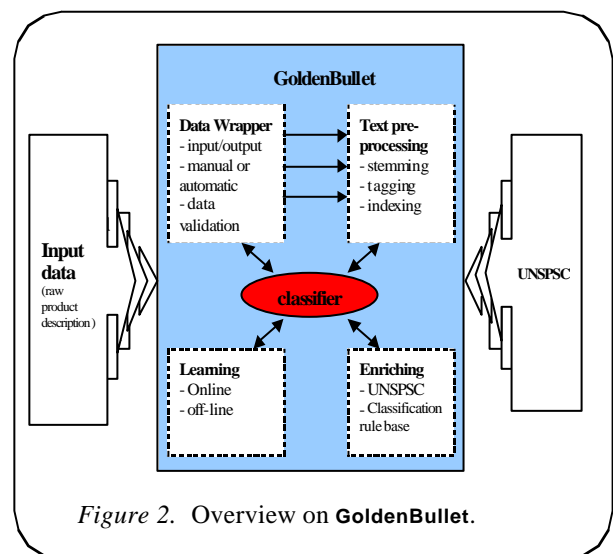 GoldenBullet
Data Wrapper
- input/output
- manual or
automatic
- data
validation
Text pre-
processing
- stemming
- tagging
- indexing
Input
data
(raw
product
description)
UNSPSC
classifier
Learning
- Online
- off-line
Enriching
- UNSPSC
- Classification
rule base
Figure 2. Overview on GoldenBullet.